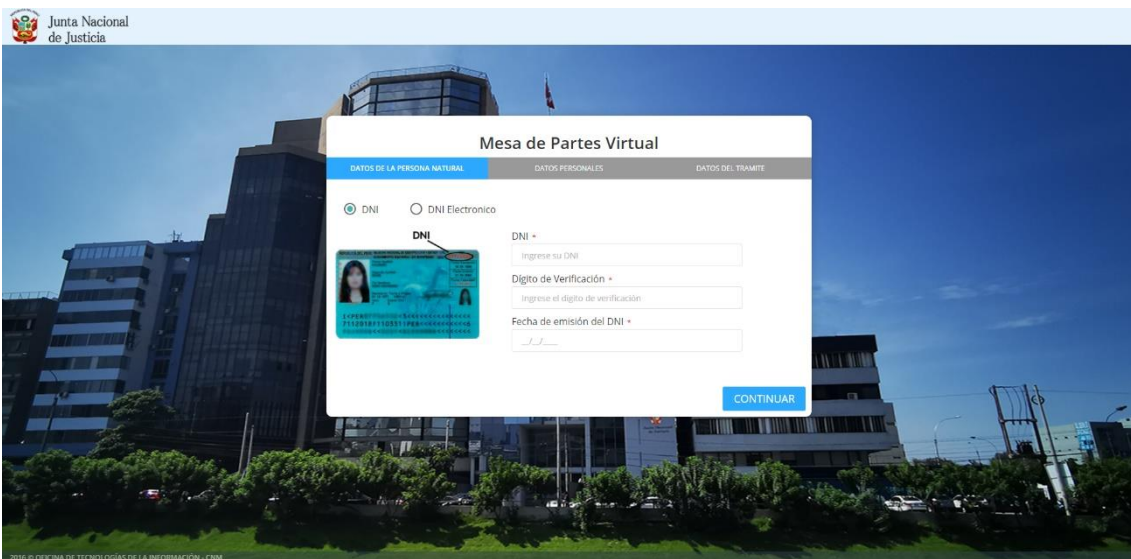 Junta Nacional
de Justicia
Mesa de Partes Virtual
DATOS DE LA PERSONA NATURAL
DATOS PERSONALES
DATOS DEL TRAMITE
DNI
DNI Electronico
DNI
DNI *
Ingrese su DNI
Dígito de Verificación *
Ingrese el dígito de verificación
Fecha de emisión del DNI *
__/__/____
CONTINUAR
2016 © OFICINA DE TECNOLOGÍAS DE LA INFORMACIÓN - CNM